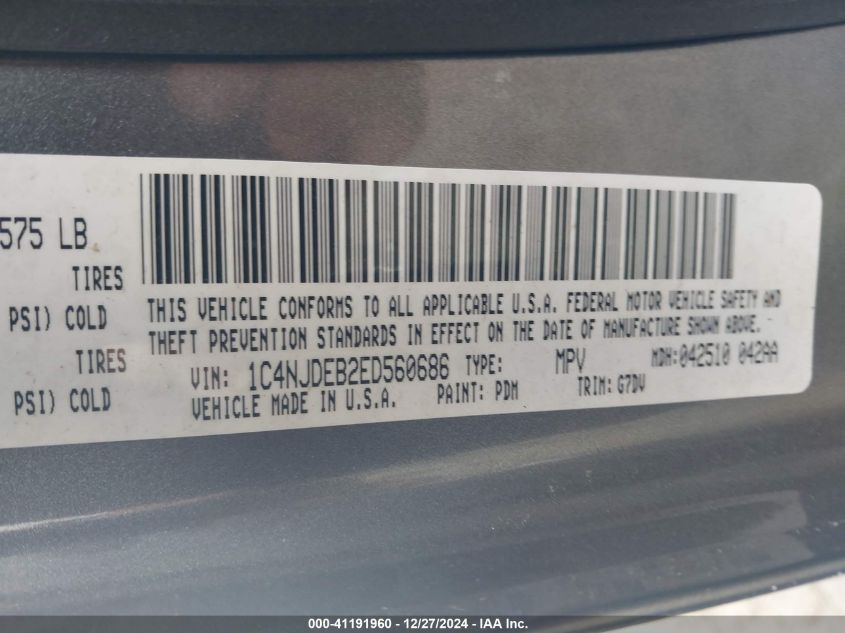 575 LB
TIRES
PSI) COLD
TIRES
PSI) COLD
THIS VEHICLE CONFORMS TO ALL APPLICABLE U.S.A. FEDERAL MOTOR VEHICLE SAFETY AND
THEFT PREVENTION STANDARDS IN EFFECT ON THE DATE OF MANUFACTURE SHOWN ABOVE.
VIN: 1C4NJDEB2ED560686 TYPE: MPV MDH:042510 042AA
VEHICLE MADE IN U.S.A. PAINT: PDM TRIM: G7DV
000-41191960 - 12/27/2024 - IAA Inc.